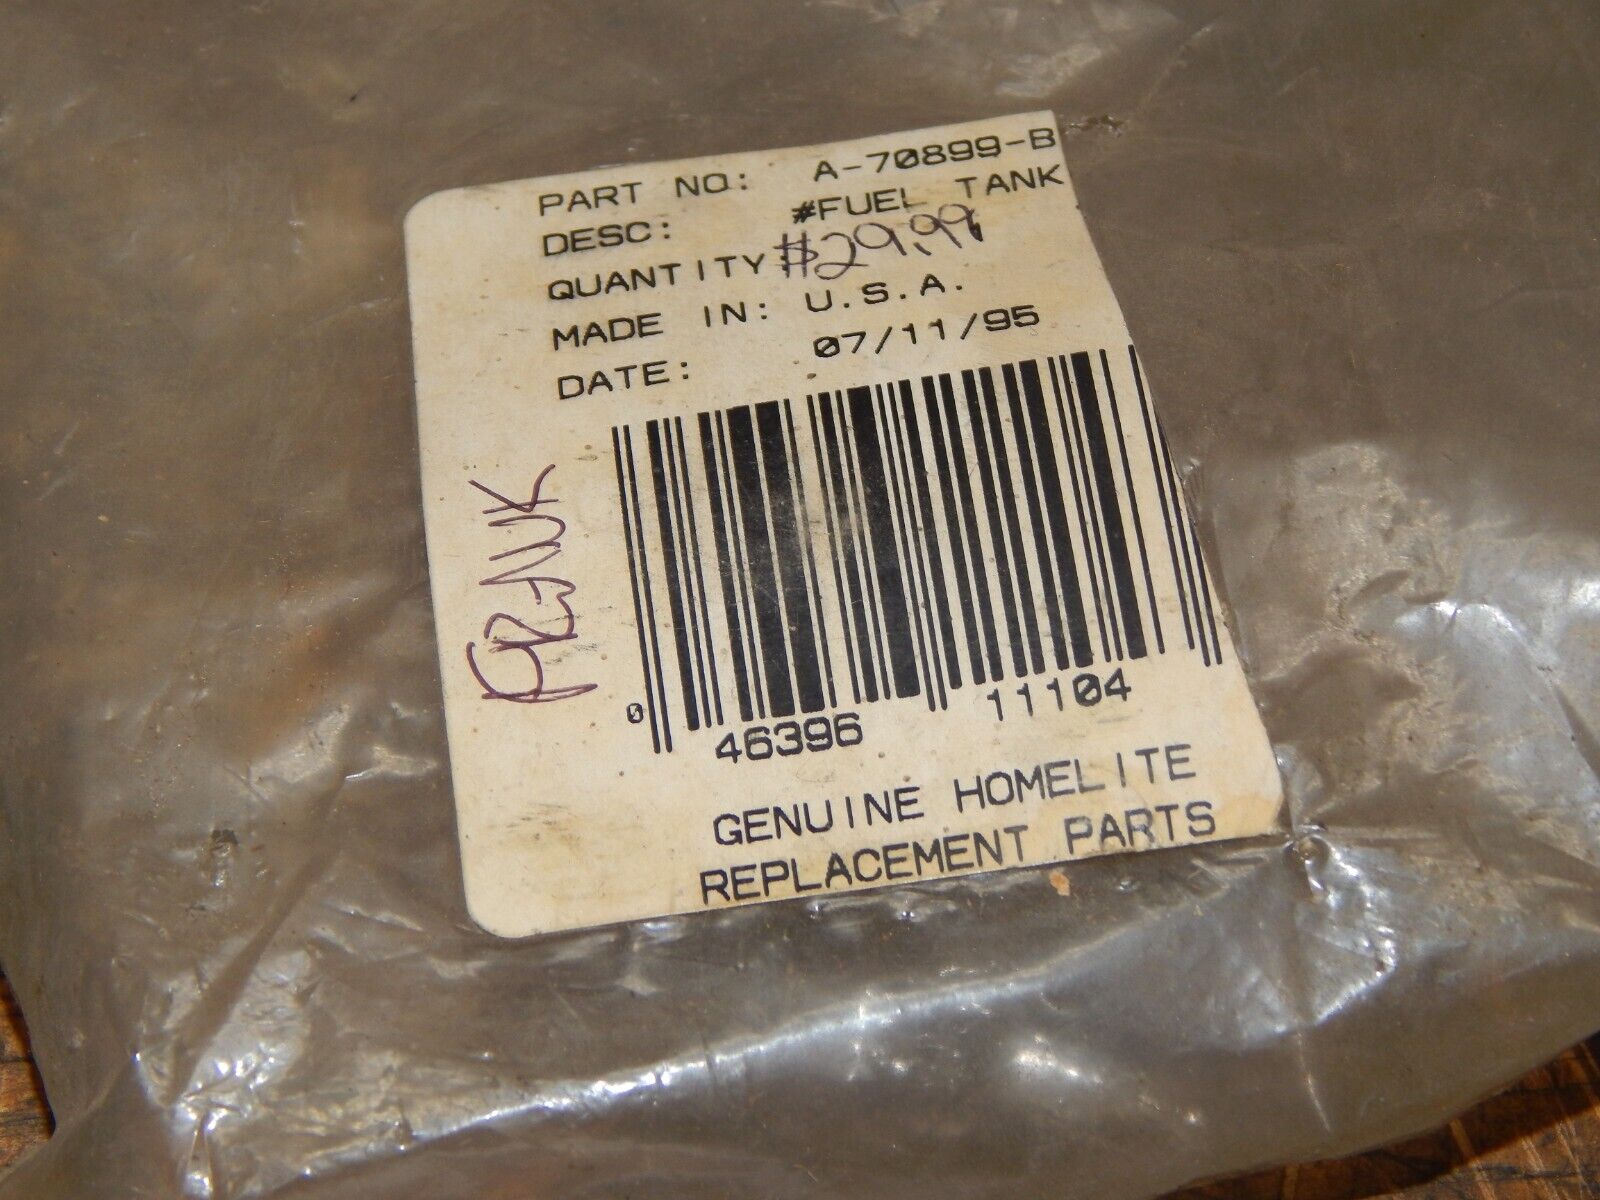 PART NO: A-70899-B
DESC: #FUEL TANK
QUANTITY: $29.99
MADE IN: U.S.A.
DATE: 07/11/95
0 46396 11104
GENUINE HOMELITE
REPLACEMENT PARTS